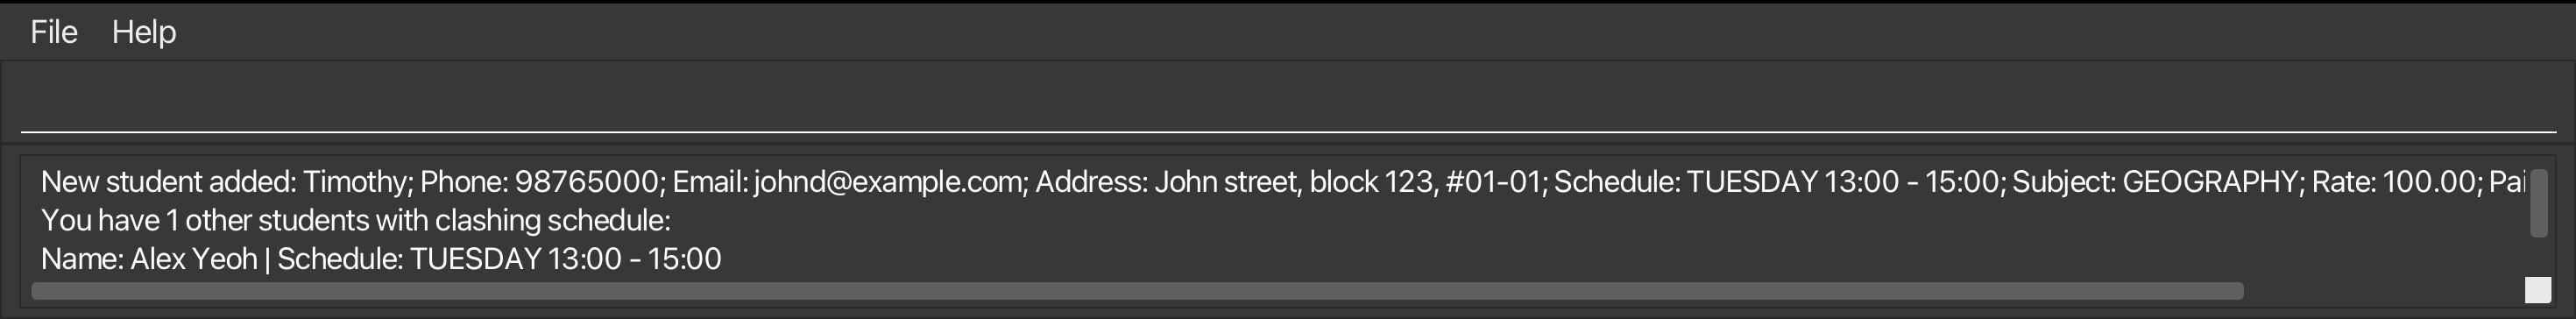 File Help
New student added: Timothy; Phone: 98765000; Email: johnd@example.com; Address: John street, block 123, #01-01; Schedule: TUESDAY 13:00 - 15:00; Subject: GEOGRAPHY; Rate: 100.00;
You have 1 other students with clashing schedule:
Name: Alex Yeoh | Schedule: TUESDAY 13:00 - 15:00